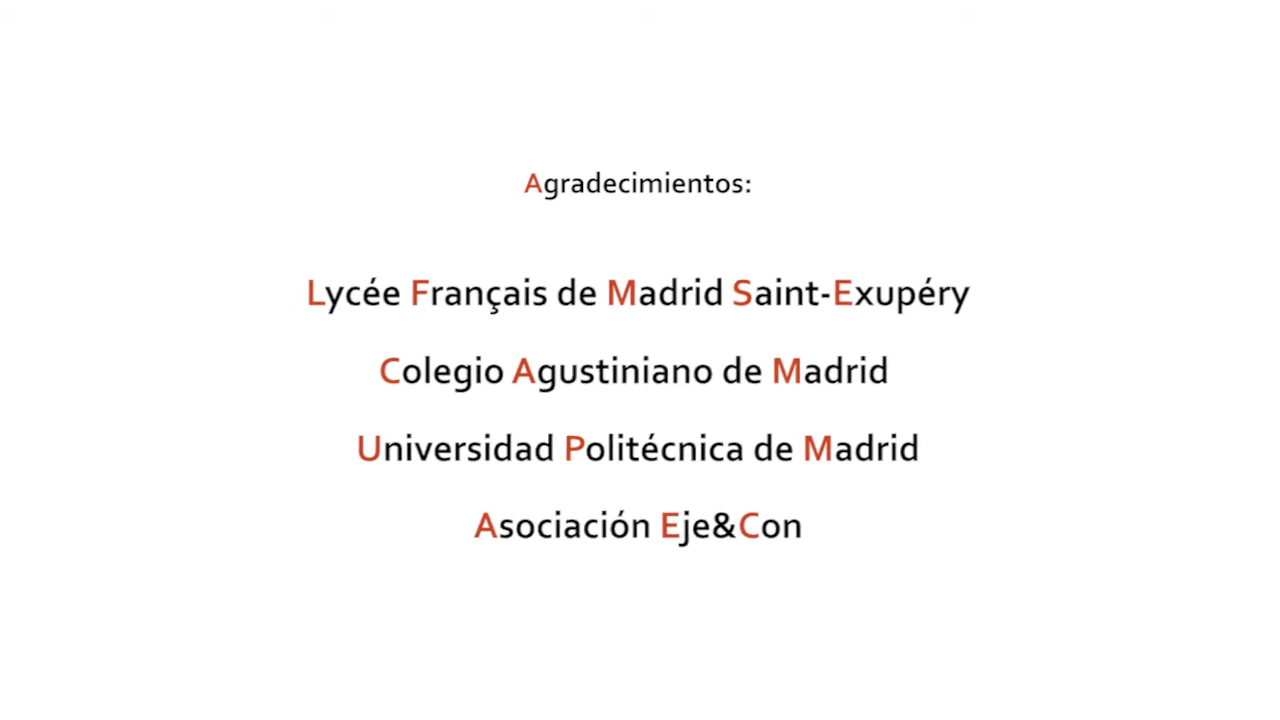 Agradecimientos:
Lycée Français de Madrid Saint-Exupéry
Colegio Agustiniano de Madrid
Universidad Politécnica de Madrid
Asociación Eje&Con